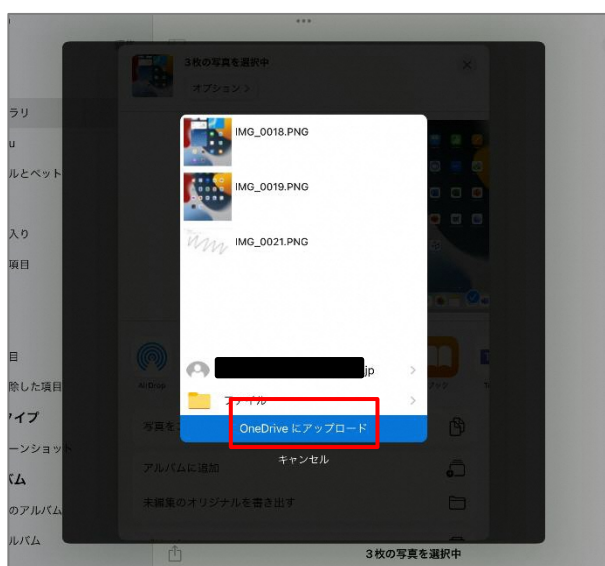 3枚の写真を選択中
オプション >
ラリ
u
ルとペット
入り
項目
目
除した項目
タイプ
ーンショット
バム
のアルバム
ルバム
IMG_0018.PNG
IMG_0019.PNG
IMG_0021.PNG
jp
ファイル
OneDrive にアップロード
キャンセル
AirDrop
ブック
写真を
アルバムに追加
未編集のオリジナルを書き出す
3枚の写真を選択中